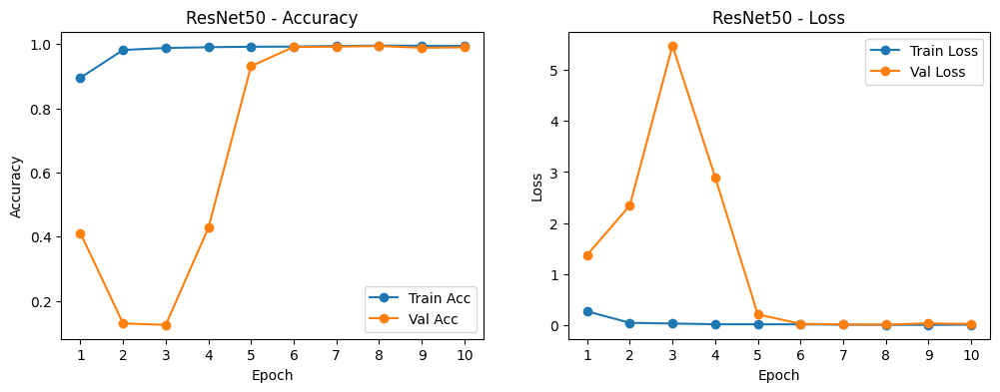 ResNet50 - Accuracy
Accuracy
1.0
0.8
0.6
0.4
0.2
1 2 3 4 5 6 7 8 9 10
Epoch
Train Acc
Val Acc
ResNet50 - Loss
Loss
5
4
3
2
1
0
1 2 3 4 5 6 7 8 9 10
Epoch
Train Loss
Val Loss